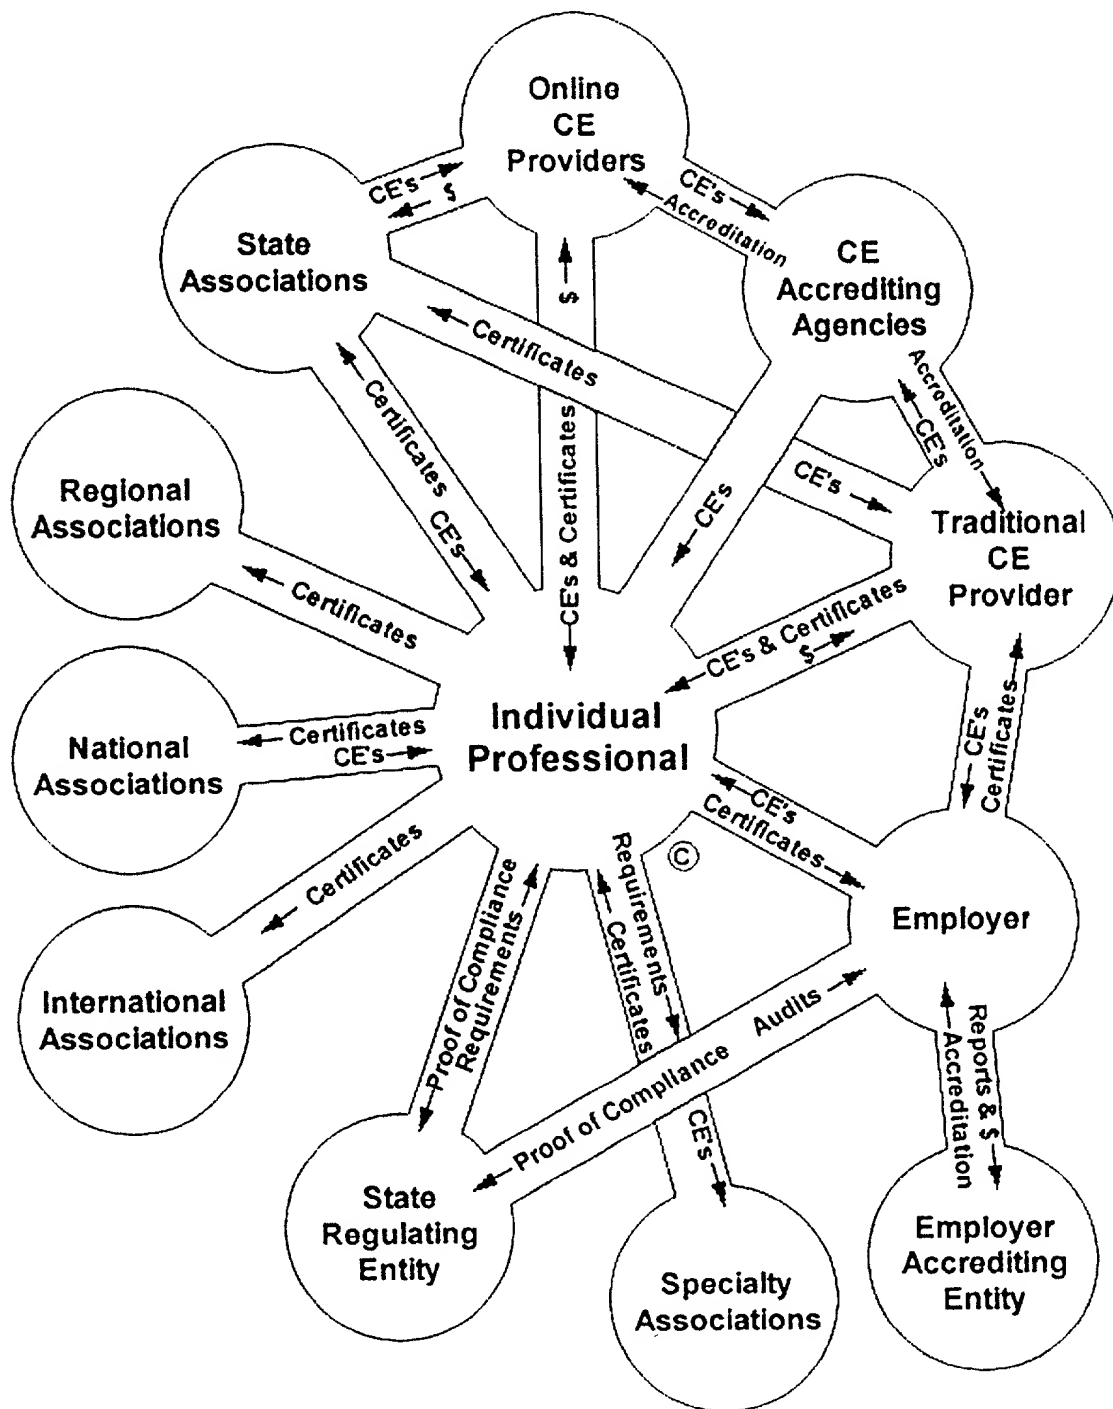 Online
CE
Providers
CE's
$
CE's
Accreditation
State
Associations
CE
Accrediting
Agencies
$
Certificates
Accreditation
CE's
Certificates
CE's
CE's & Certificates
CE's
CE's
Regional
Associations
Traditional
CE
Provider
Certificates
CE's & Certificates
$
Individual
Professional
National
Associations
Certificates
CE's
CE's
Certificates
CE's
Certificates
Certificates
Proof of Compliance
Requirements
Requirements
Certificates
CE's
©
Employer
International
Associations
Audits
Proof of Compliance
Reports & $
Accreditation
State
Regulating
Entity
Specialty
Associations
Employer
Accrediting
Entity